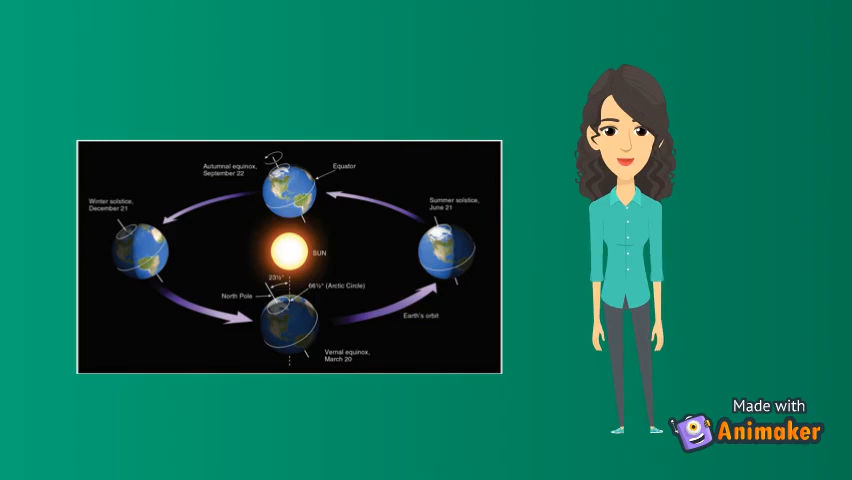 Autumnal equinox,
September 22
Equator
Winter solstice,
December 21
Summer solstice,
June 21
SUN
23½°
66½° (Arctic Circle)
North Pole
Earth's orbit
Vernal equinox,
March 20
Made with
Animaker